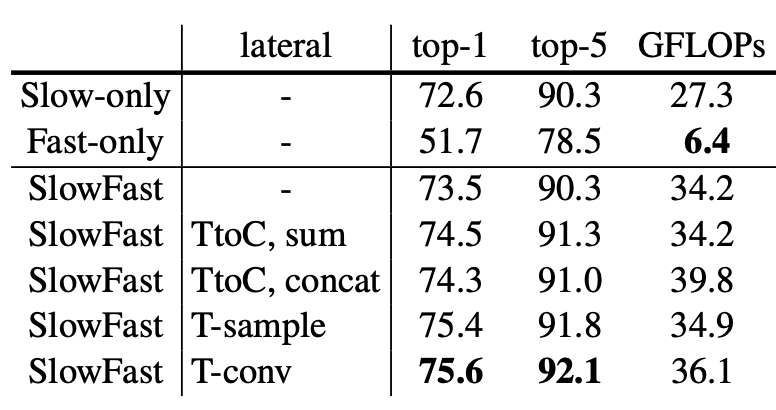 lateral top-1 top-5 GFLOPs
Slow-only - 72.6 90.3 27.3
Fast-only - 51.7 78.5 6.4
SlowFast - 73.5 90.3 34.2
SlowFast TtoC, sum 74.5 91.3 34.2
SlowFast TtoC, concat 74.3 91.0 39.8
SlowFast T-sample 75.4 91.8 34.9
SlowFast T-conv 75.6 92.1 36.1